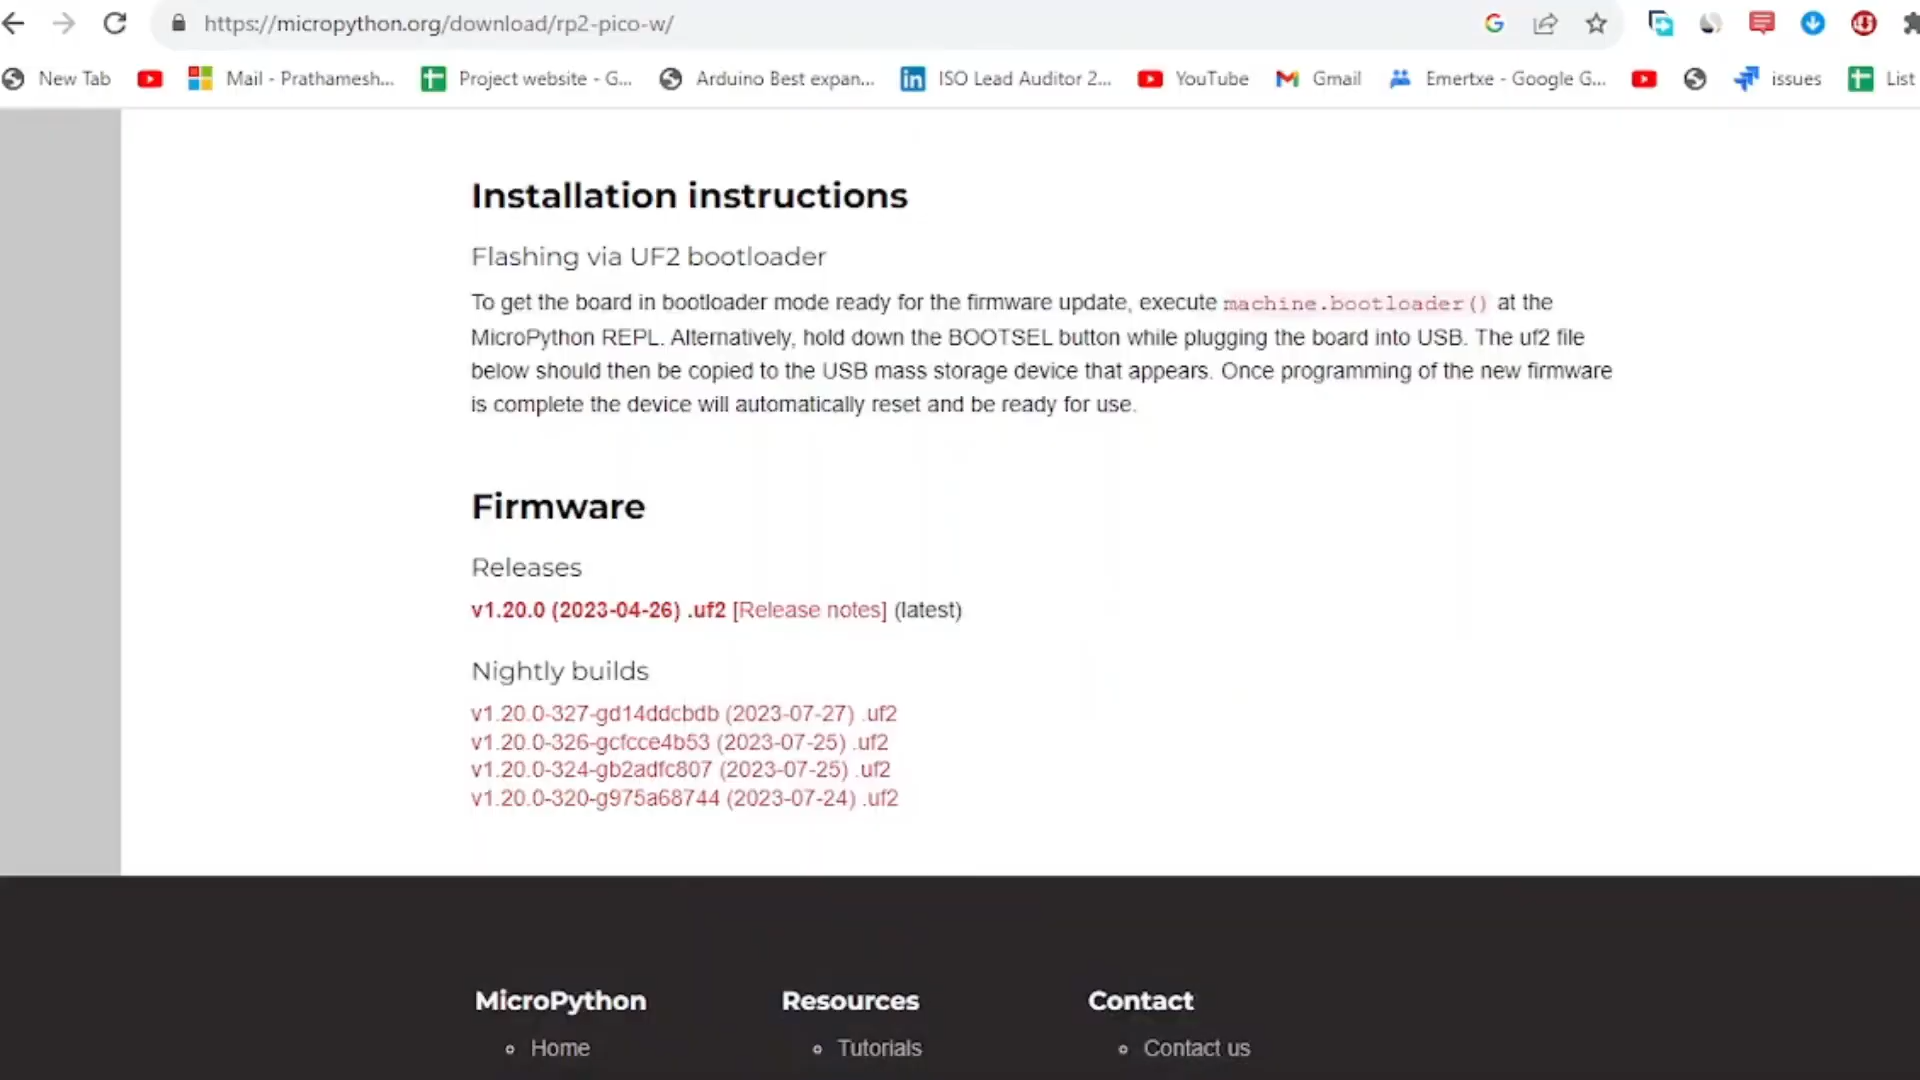 https://micropython.org/download/rp2-pico-w/
New Tab Mail - Prathamesh... Project website - G... Arduino Best expan... in ISO Lead Auditor 2... YouTube Gmail Emertxe - Google G... issues List
Installation instructions
Flashing via UF2 bootloader
To get the board in bootloader mode ready for the firmware update, execute machine.bootloader() at the
MicroPython REPL. Alternatively, hold down the BOOTSEL button while plugging the board into USB. The uf2 file
below should then be copied to the USB mass storage device that appears. Once programming of the new firmware
is complete the device will automatically reset and be ready for use.
Firmware
Releases
v1.20.0 (2023-04-26) .uf2 [Release notes] (latest)
Nightly builds
v1.20.0-327-gd14ddcbdb (2023-07-27) .uf2
v1.20.0-326-gcfcce4b53 (2023-07-25) .uf2
v1.20.0-324-gb2adfc807 (2023-07-25) .uf2
v1.20.0-320-g975a68744 (2023-07-24) .uf2
MicroPython Resources Contact
Home Tutorials Contact us